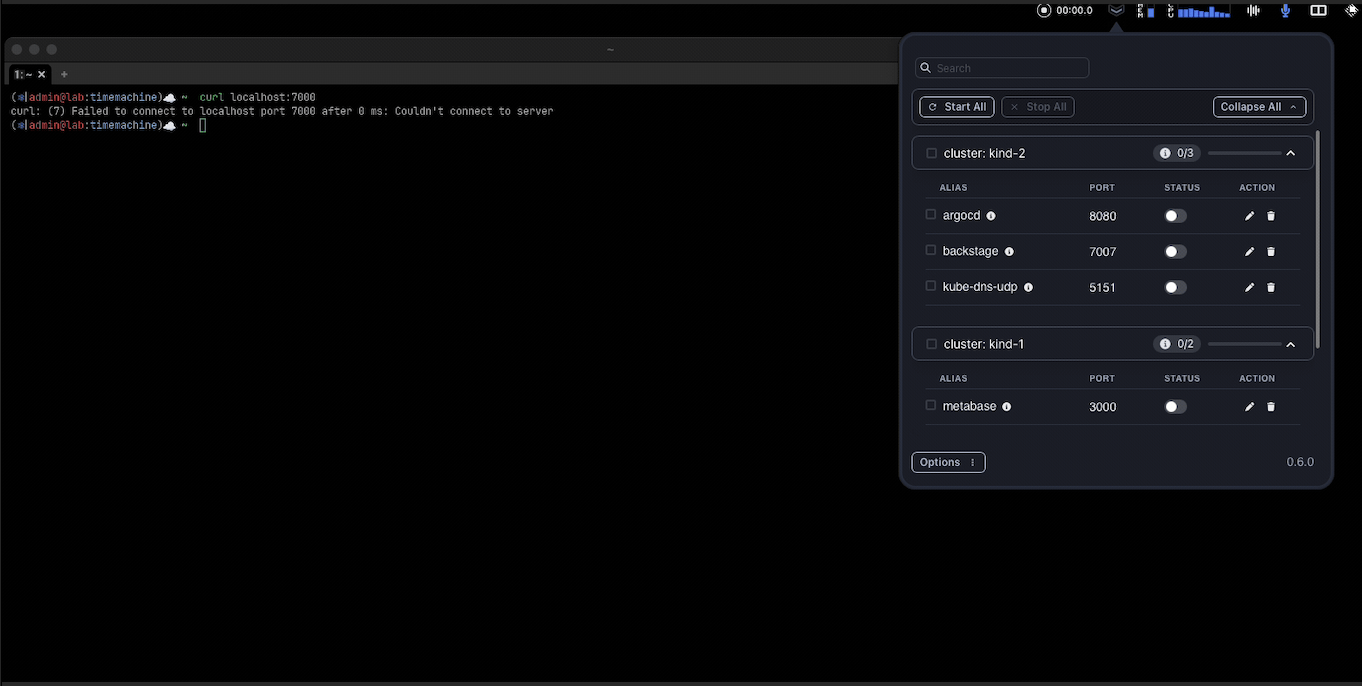 00:00.0
MEM
CPU
~
1:~ ✕ +
(⎈|admin@lab:timemachine)☁ ~ curl localhost:7000
curl: (7) Failed to connect to localhost port 7000 after 0 ms: Couldn't connect to server
(⎈|admin@lab:timemachine)☁ ~
Search
Start All
Stop All
Collapse All
cluster: kind-2 0/3
ALIAS PORT STATUS ACTION
argocd 8080
backstage 7007
kube-dns-udp 5151
cluster: kind-1 0/2
ALIAS PORT STATUS ACTION
metabase 3000
Options 0.6.0